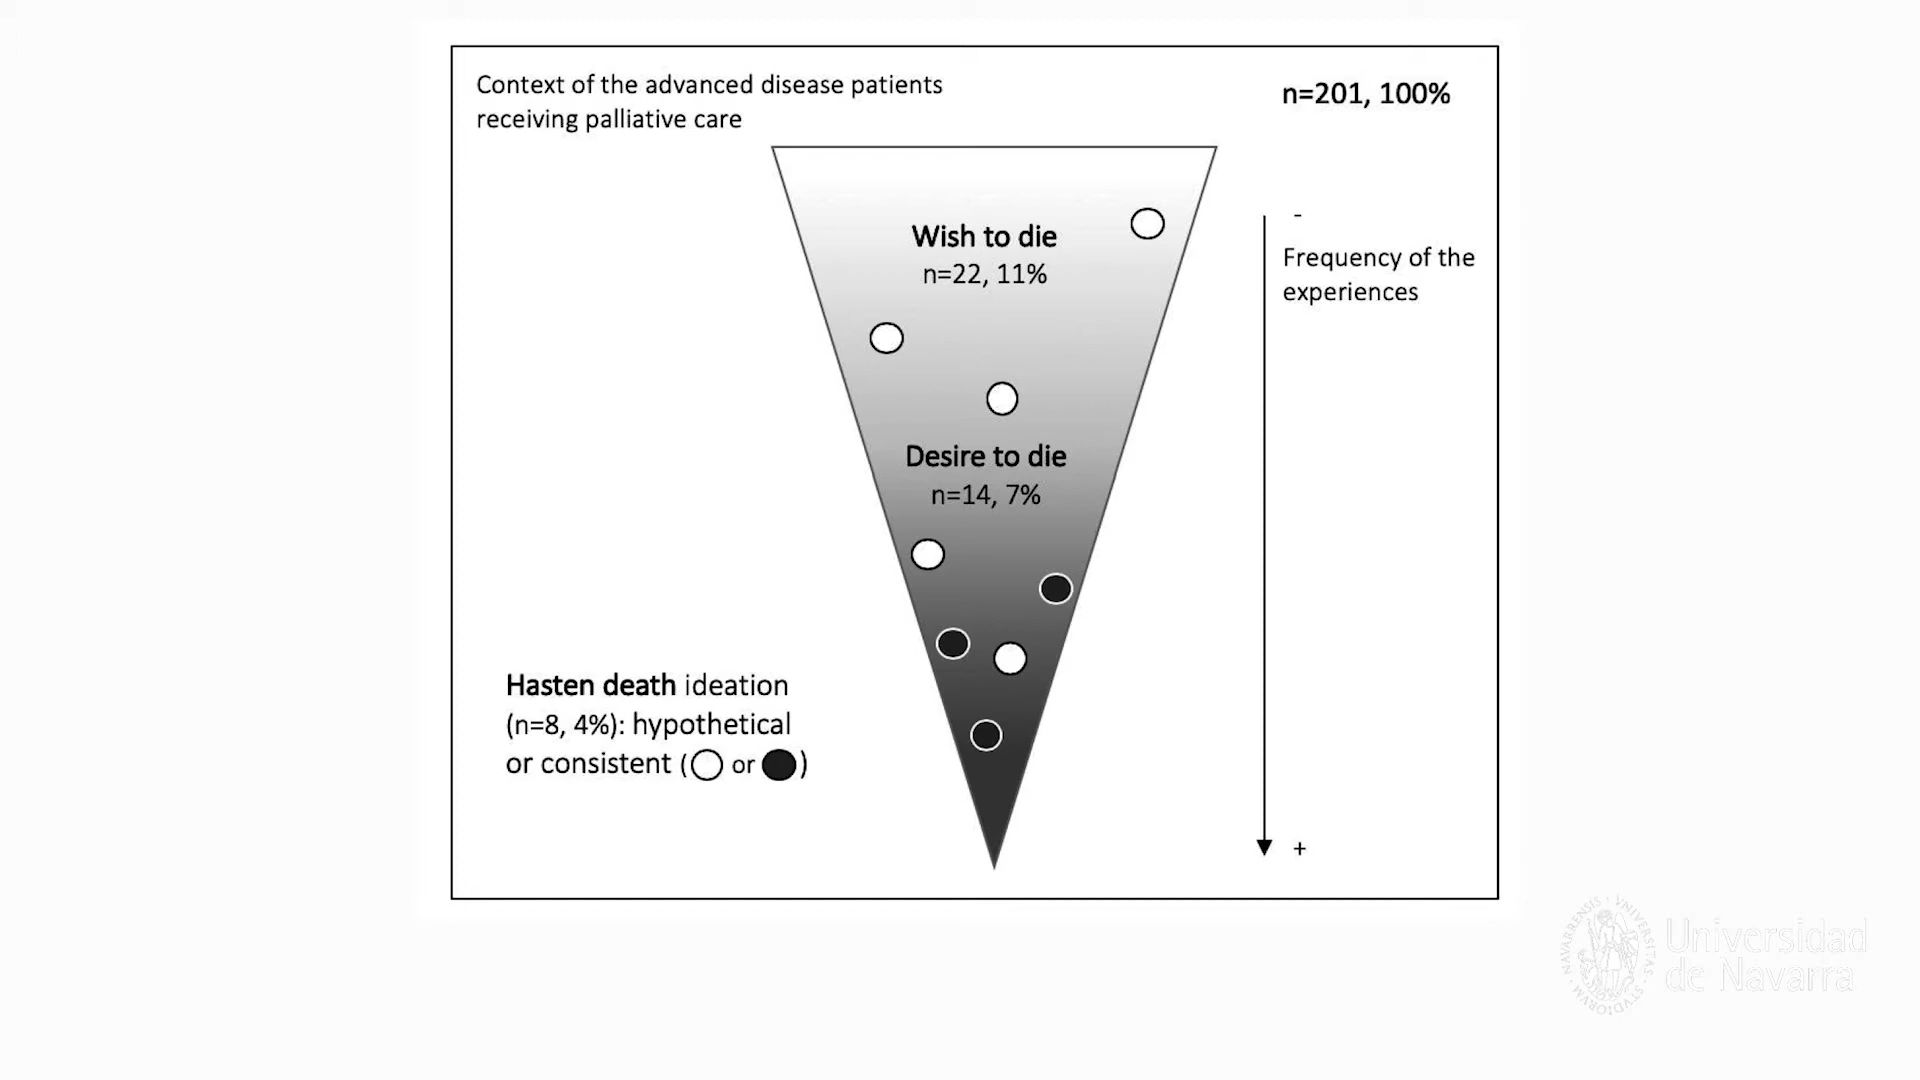 Context of the advanced disease patients
receiving palliative care
n=201, 100%
Wish to die
n=22, 11%
-
Frequency of the
experiences
Desire to die
n=14, 7%
Hasten death ideation
(n=8, 4%): hypothetical
or consistent ( or )
+
Universidad
de Navarra